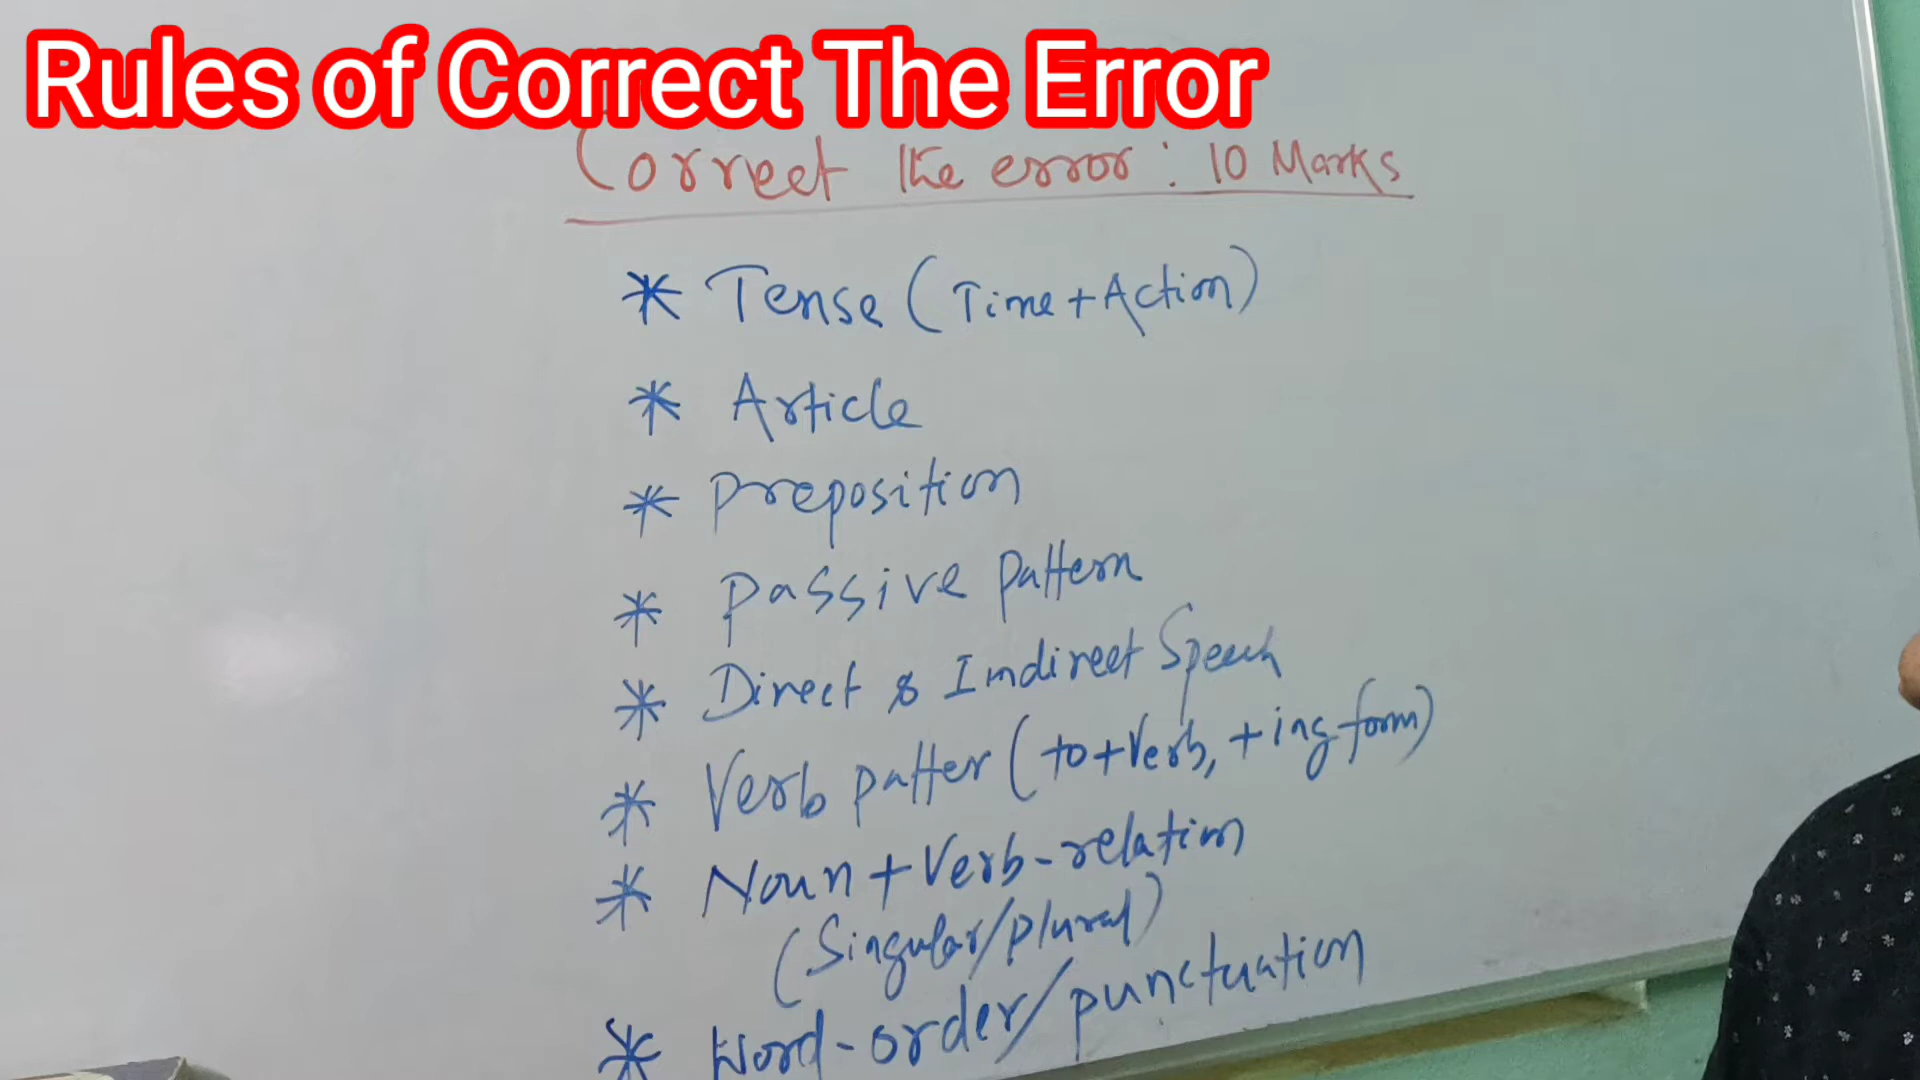 Rules of Correct The Error
Correct the error: 10 Marks
* Tense (Time + Action)
* Article
* Preposition
* Passive pattern
* Direct & Indirect Speech
* Verb patter (to + Verb, + ing form)
* Noun + Verb - relation
(Singular/plural)
* Word - order/punctuation